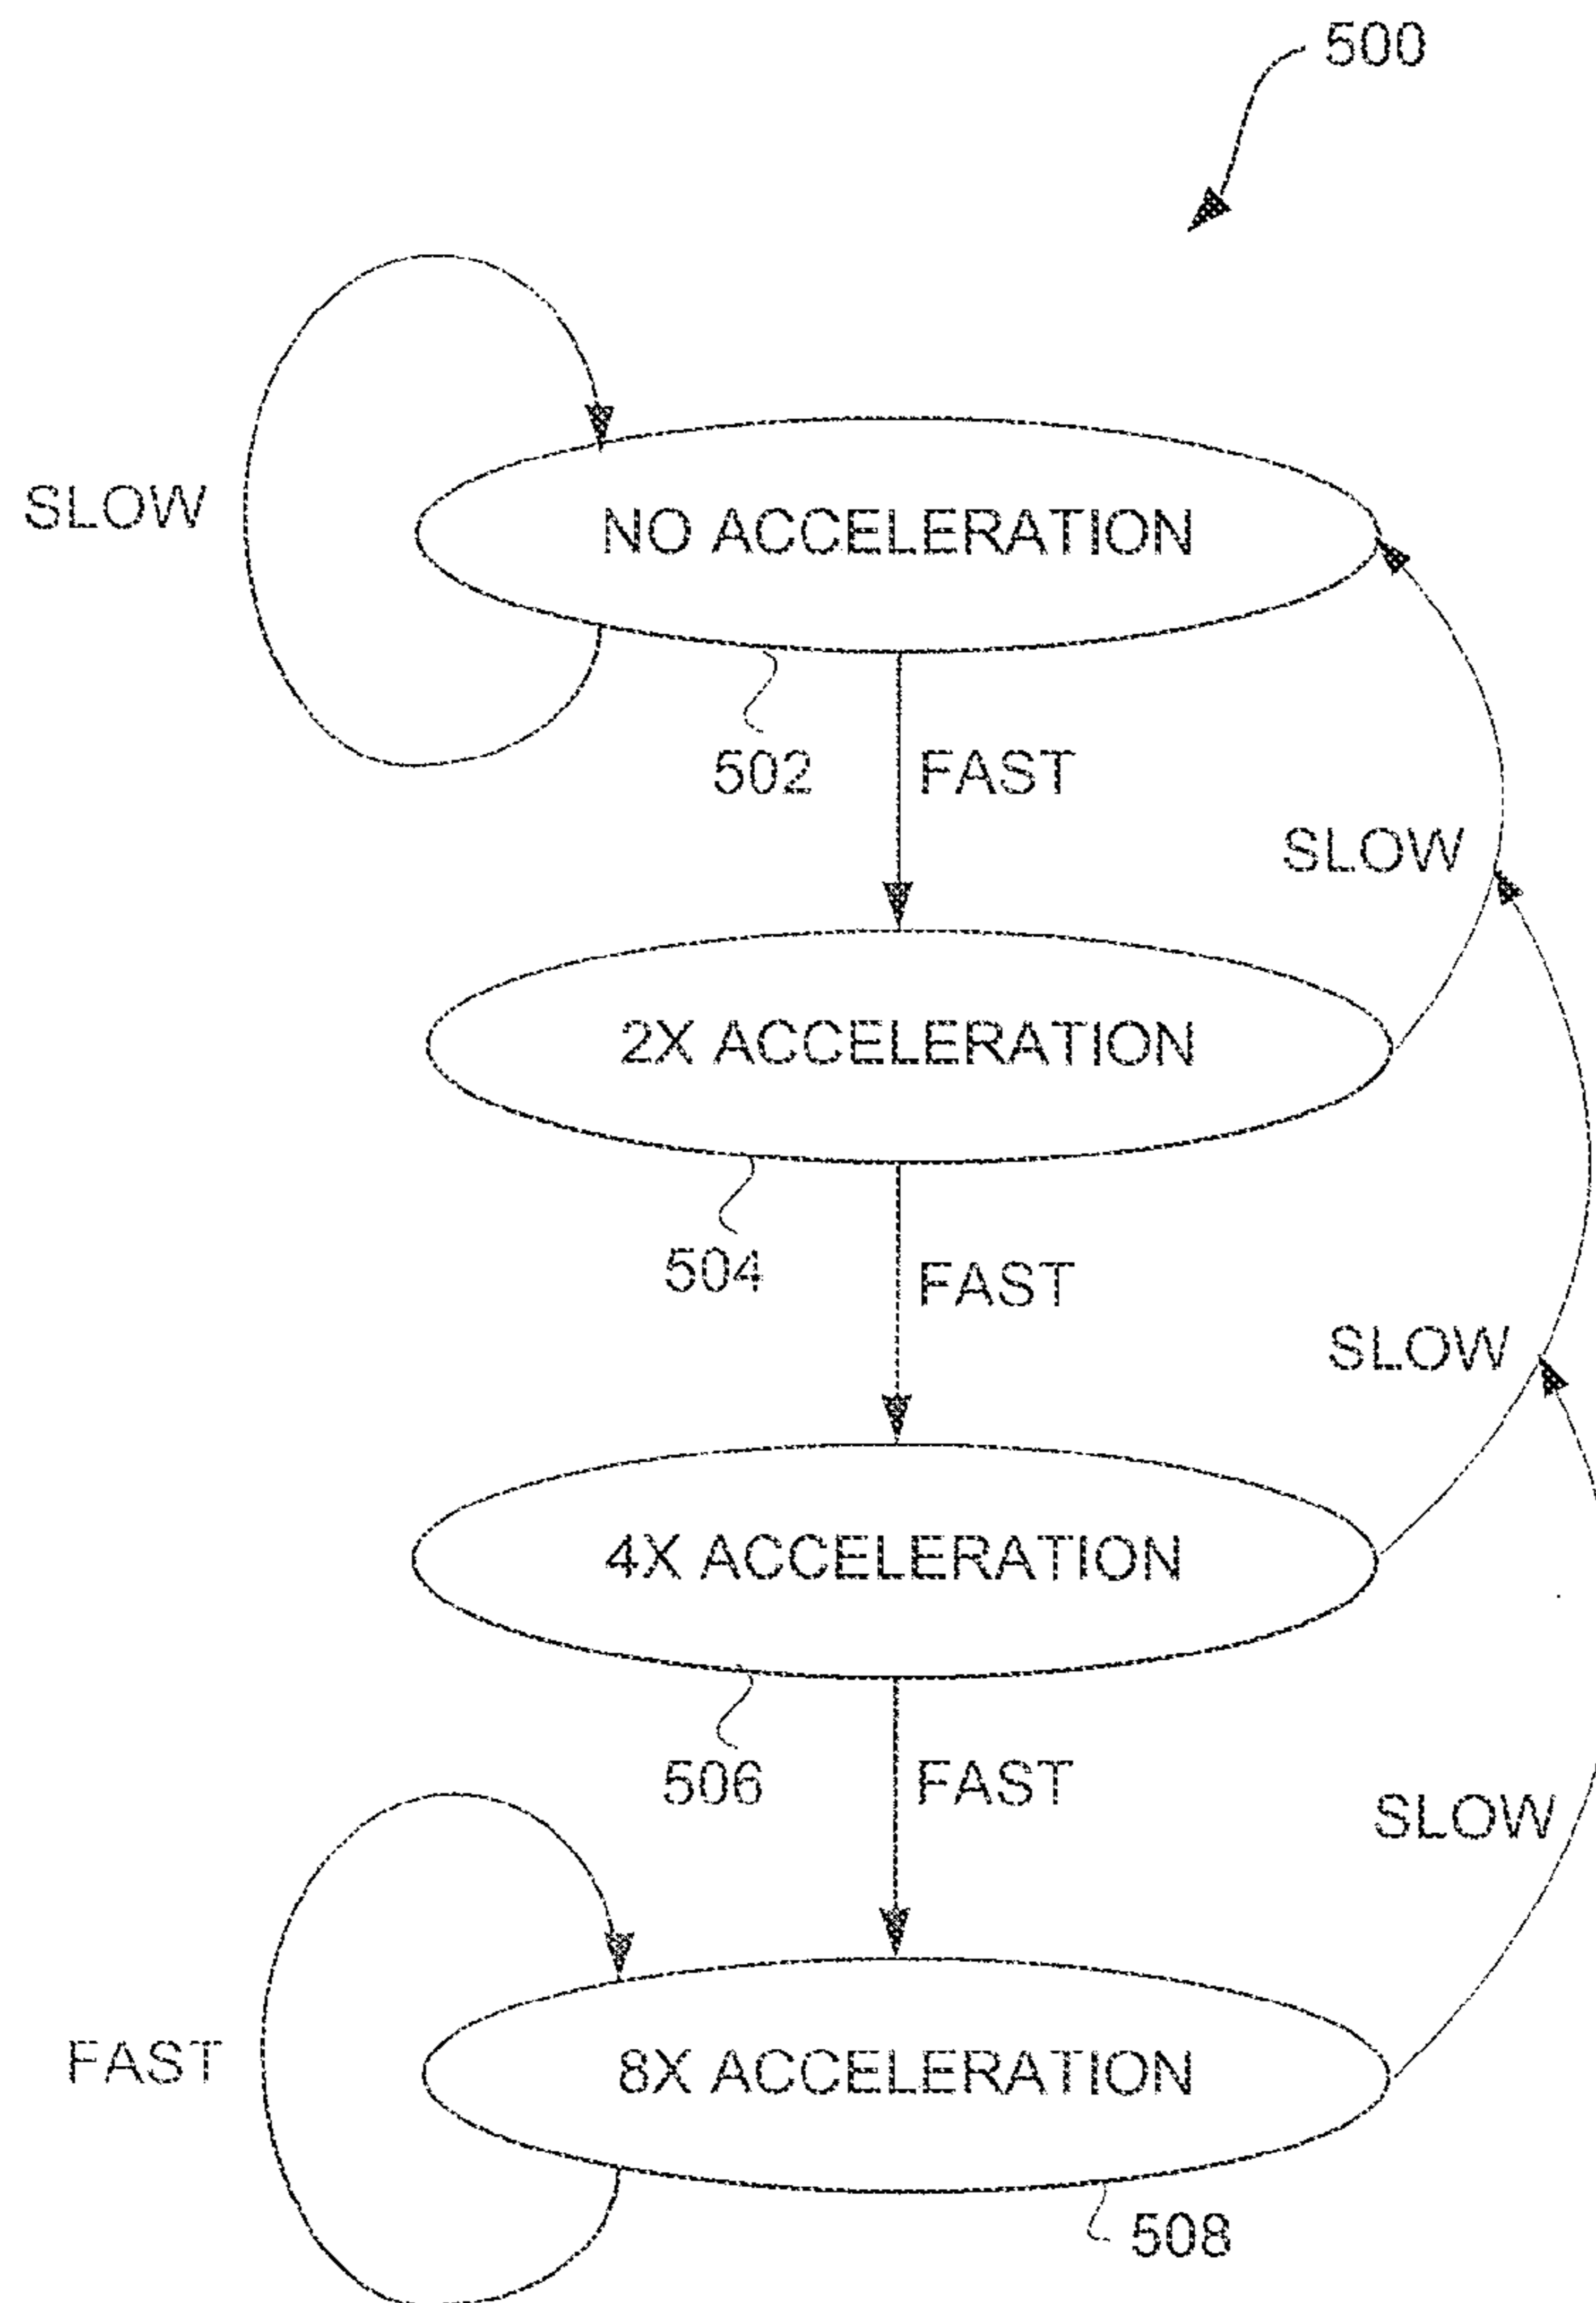 500
SLOW
NO ACCELERATION
502
FAST
SLOW
2X ACCELERATION
504
FAST
SLOW
4X ACCELERATION
506
FAST
SLOW
FAST
8X ACCELERATION
508